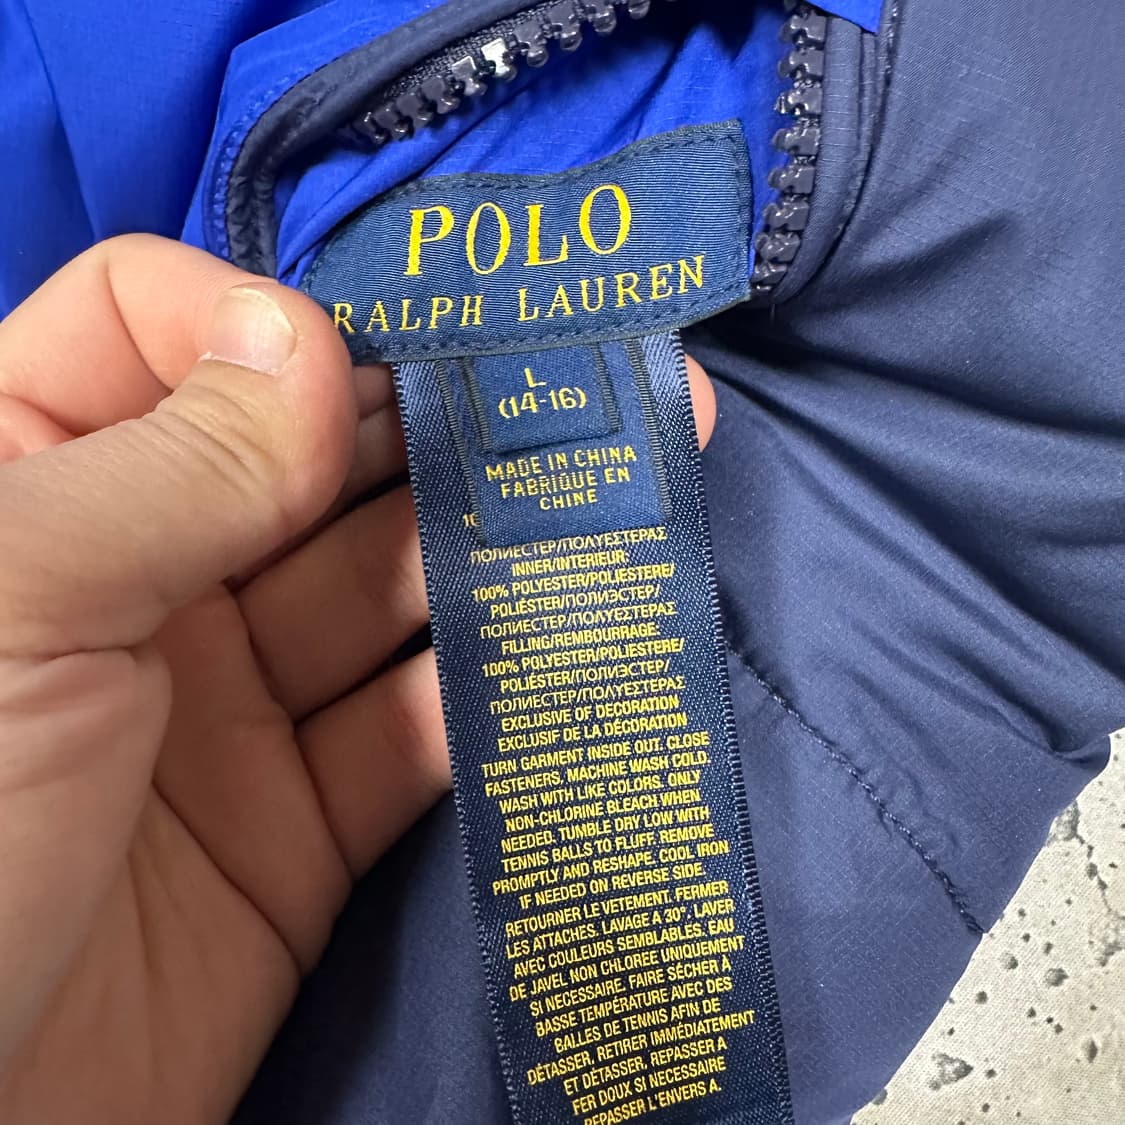 POLO
RALPH LAUREN
L
(14-16)
MADE IN CHINA
FABRIQUE EN
CHINE
ПОЛИЕСТЕР/ΠΟΛΥΕΣΤΕΡΑΣ
INNER/INTERIEUR:
100% POLYESTER/POLIESTERE/
POLIÉSTER/ПОЛИЭСТЕР/
ПОЛИЕСТЕР/ΠΟΛΥΕΣΤΕΡΑΣ
FILLING/REMBOURRAGE:
100% POLYESTER/POLIESTERE/
POLIÉSTER/ПОЛИЭСТЕР/
ПОЛИЕСТЕР/ΠΟΛΥΕΣΤΕΡΑΣ
EXCLUSIVE OF DECORATION
EXCLUSIF DE LA DÉCORATION
TURN GARMENT INSIDE OUT. CLOSE
FASTENERS. MACHINE WASH COLD.
WASH WITH LIKE COLORS. ONLY
NON-CHLORINE BLEACH WHEN
NEEDED. TUMBLE DRY LOW WITH
TENNIS BALLS TO FLUFF. REMOVE
PROMPTLY AND RESHAPE. COOL IRON
IF NEEDED ON REVERSE SIDE
RETOURNER LE VETEMENT. FERMER
LES ATTACHES. LAVAGE A 30°. LAVER
AVEC COULEURS SEMBLABLES. EAU
DE JAVEL NON CHLOREE UNIQUEMENT
SI NECESSAIRE. FAIRE SÉCHER À
BASSE TEMPÉRATURE AVEC DES
BALLES DE TENNIS AFIN DE
DÉTASSER. RETIRER IMMÉDIATEMENT
ET DÉTASSER. REPASSER A
FER DOUX SI NECESSAIRE
REPASSER L'ENVERS A.